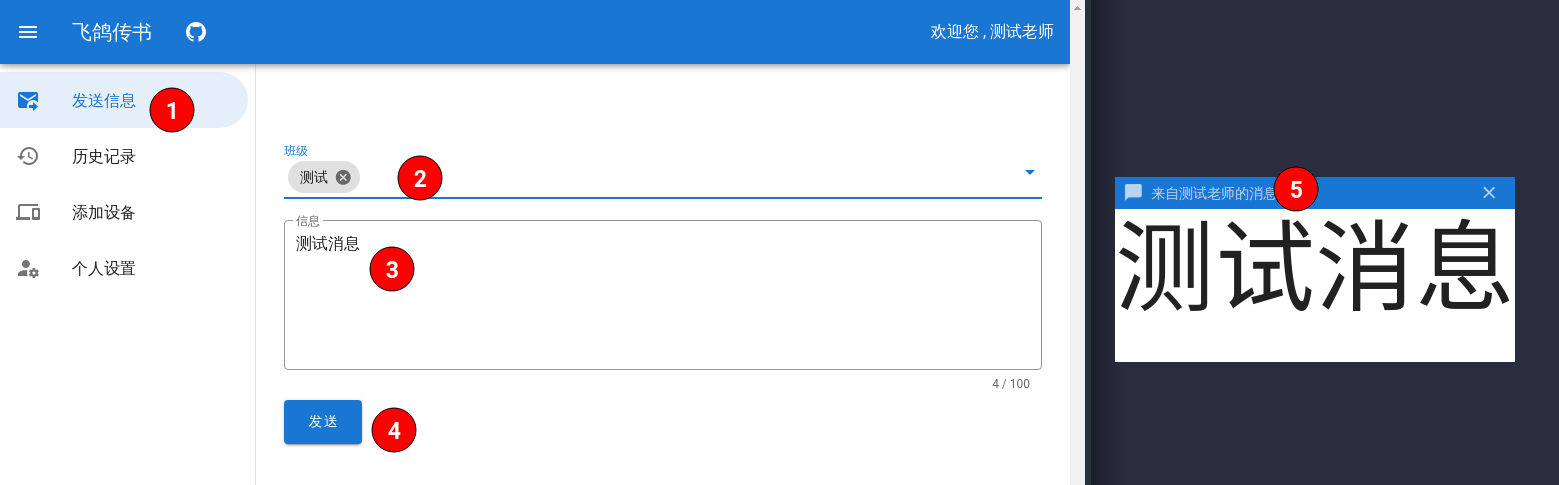 飞鸽传书
欢迎您 , 测试老师
发送信息
1
历史记录
添加设备
个人设置
班级
测试
2
信息
测试消息
3
4 / 100
发送
4
来自测试老师的消息
5
测试消息